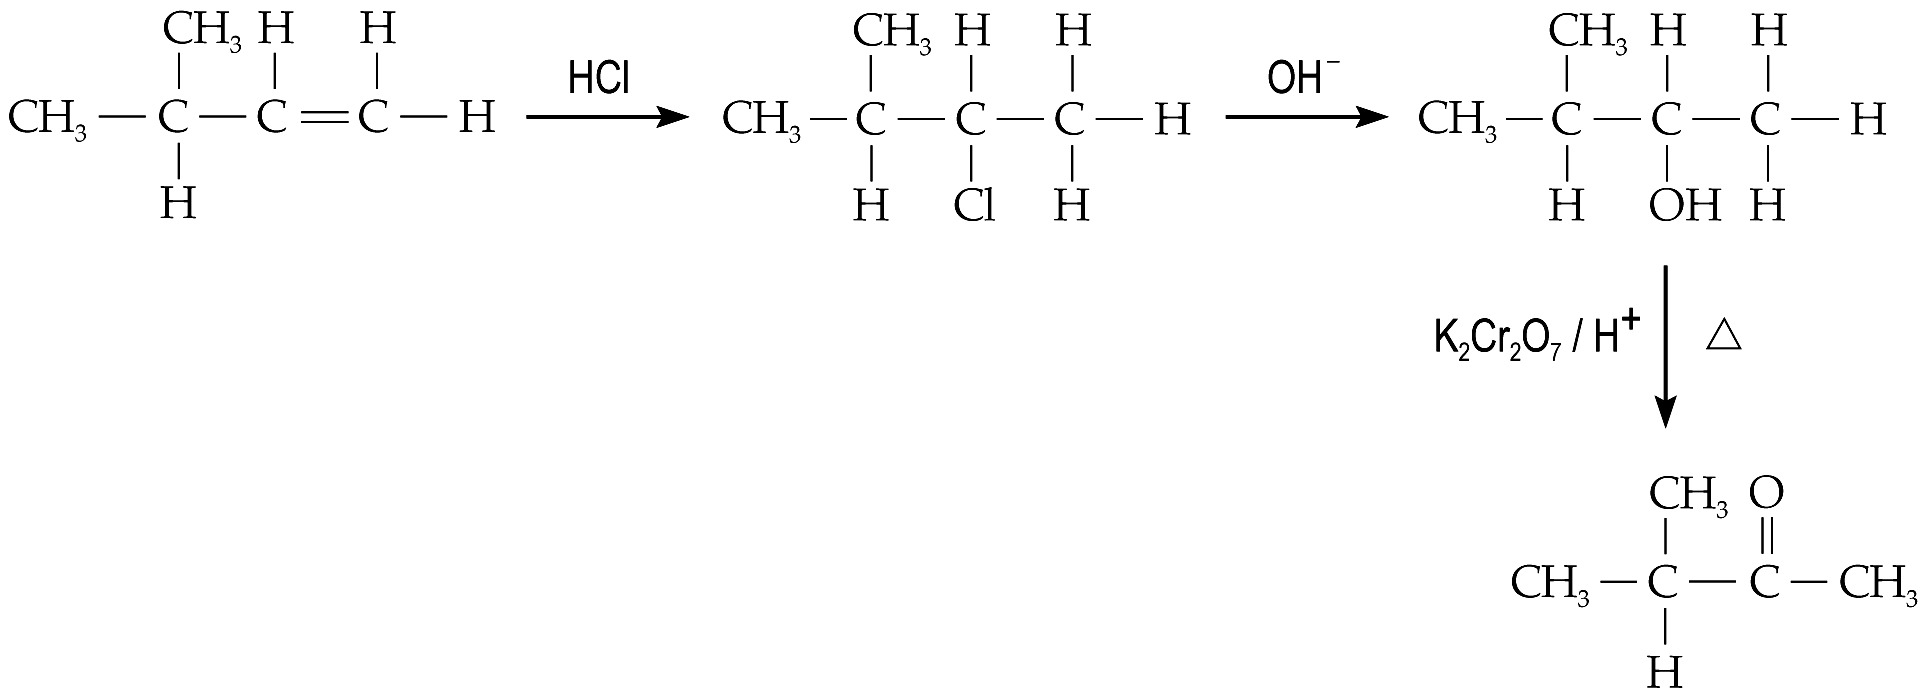 CH₃ H H
CH₃ — C — C = C — H
H
HCl
CH₃ H H
CH₃ — C — C — C — H
H Cl H
OH⁻
CH₃ H H
CH₃ — C — C — C — H
H OH H
K₂Cr₂O₇ / H⁺ △
CH₃ O
CH₃ — C — C — CH₃
H